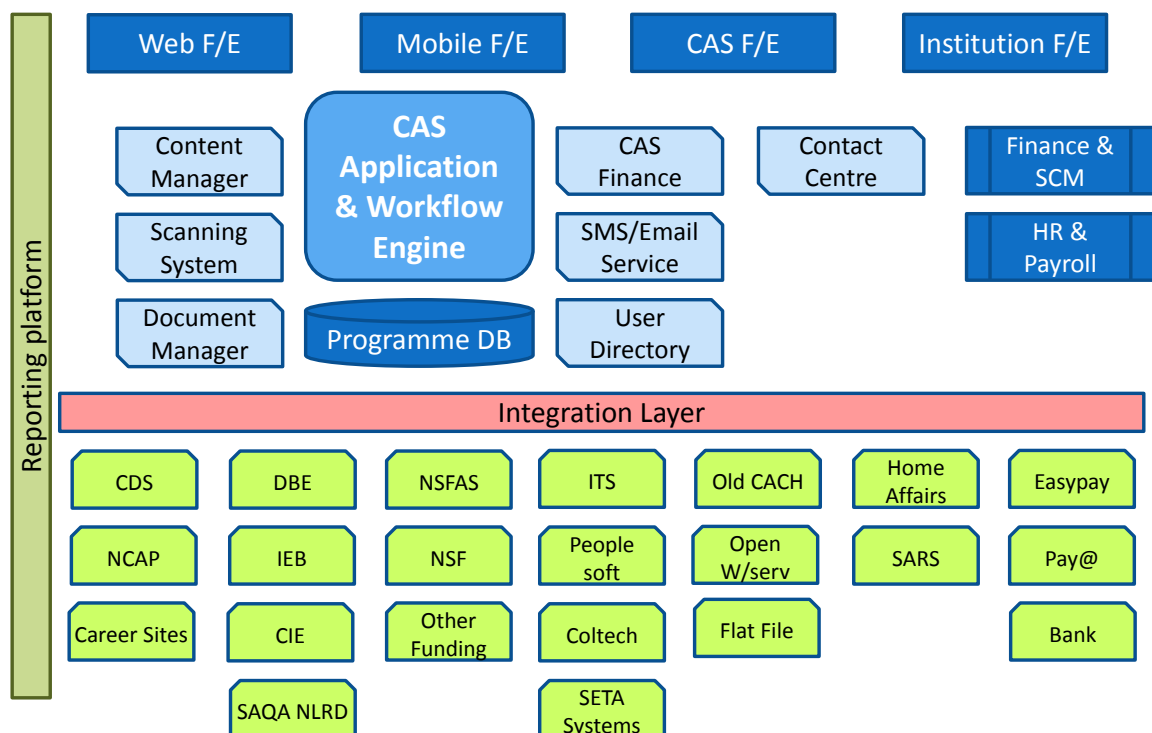 Web F/E
Mobile F/E
CAS F/E
Institution F/E
Reporting platform
Content
Manager
Scanning
System
Document
Manager
CAS
Application
& Workflow
Engine
Programme DB
CAS
Finance
SMS/Email
Service
User
Directory
Contact
Centre
Finance &
SCM
HR &
Payroll
Integration Layer
CDS
NCAP
Career Sites
DBE
IEB
CIE
SAQA NLRD
NSFAS
NSF
Other
Funding
ITS
People
soft
Coltech
SETA
Systems
Old CACH
Open
W/serv
Flat File
Home
Affairs
SARS
Easypay
Pay@
Bank